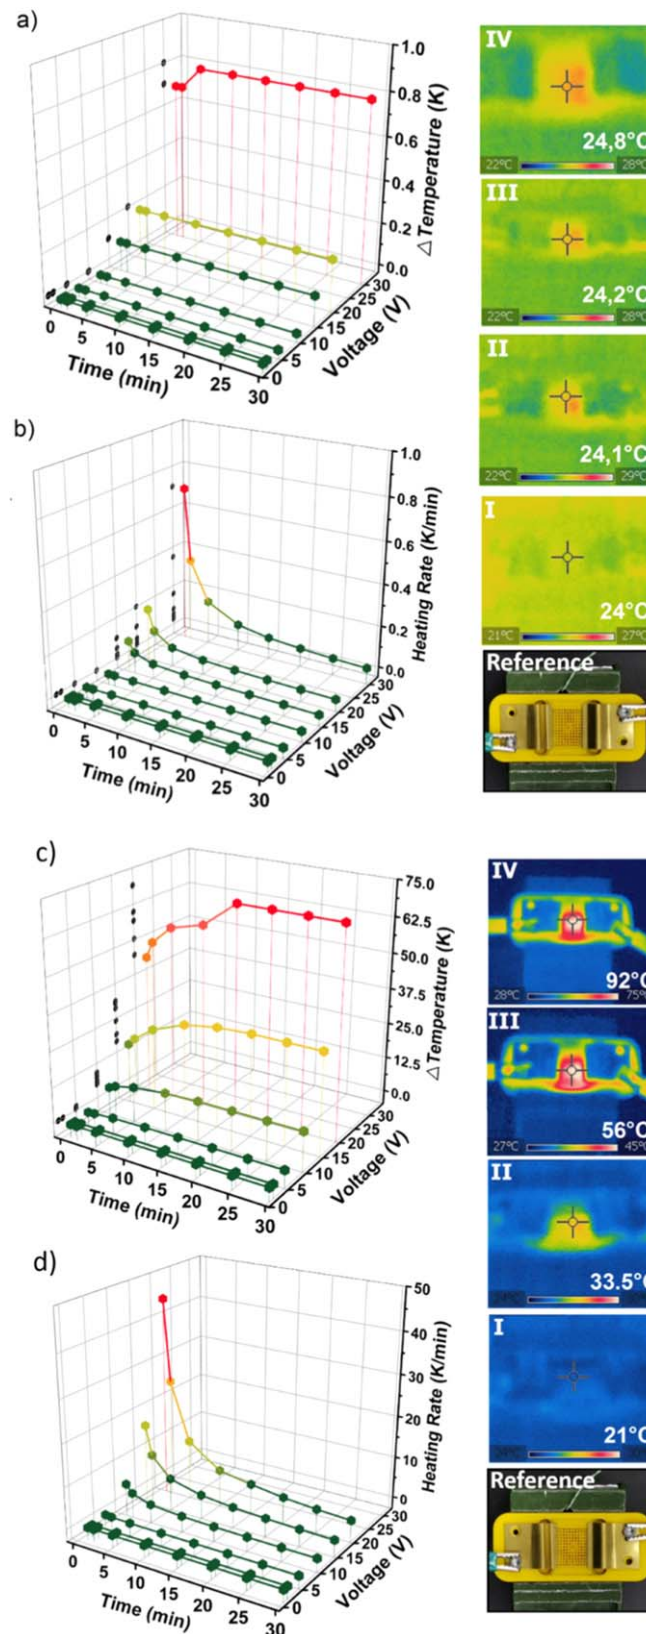 a)
1.0
0.8
0.6
0.4
0.2
0.0
△ Temperature (K)
30
25
20
15
10
5
0
Voltage (V)
0
5
10
15
20
25
30
Time (min)
IV
24,8°C
22°C
28°C
III
24,2°C
22°C
28°C
II
24,1°C
22°C
29°C
I
24°C
21°C
27°C
Reference
b)
1.0
0.8
0.6
0.4
0.2
0.0
Heating Rate (K/min)
30
25
20
15
10
5
0
Voltage (V)
0
5
10
15
20
25
30
Time (min)
c)
75.0
62.5
50.0
37.5
25.0
12.5
0.0
△ Temperature (K)
30
25
20
15
10
5
0
Voltage (V)
0
5
10
15
20
25
30
Time (min)
IV
92°C
28°C
75°C
III
56°C
27°C
45°C
II
33.5°C
I
21°C
Reference
d)
50
40
30
20
10
0
Heating Rate (K/min)
30
25
20
15
10
5
0
Voltage (V)
0
5
10
15
20
25
30
Time (min)